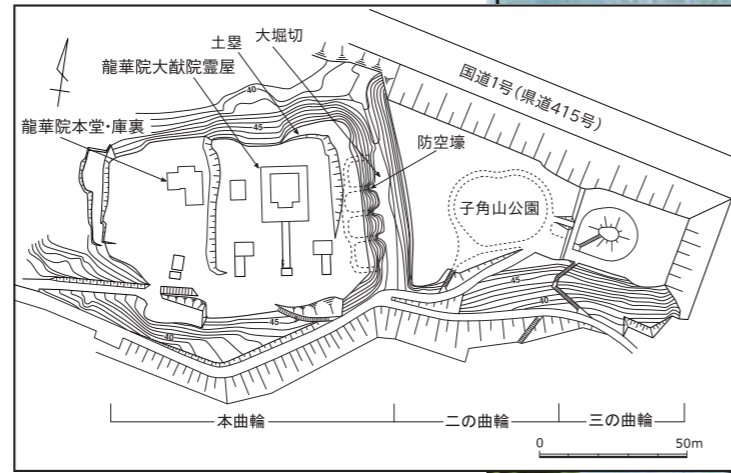 大堀切
土塁
龍華院大猷院霊屋
国道1号(県道415号)
龍華院本堂・庫裏
防空壕
子角山公園
40
45
45
40
45
40
本曲輪
二の曲輪
三の曲輪
0
50m